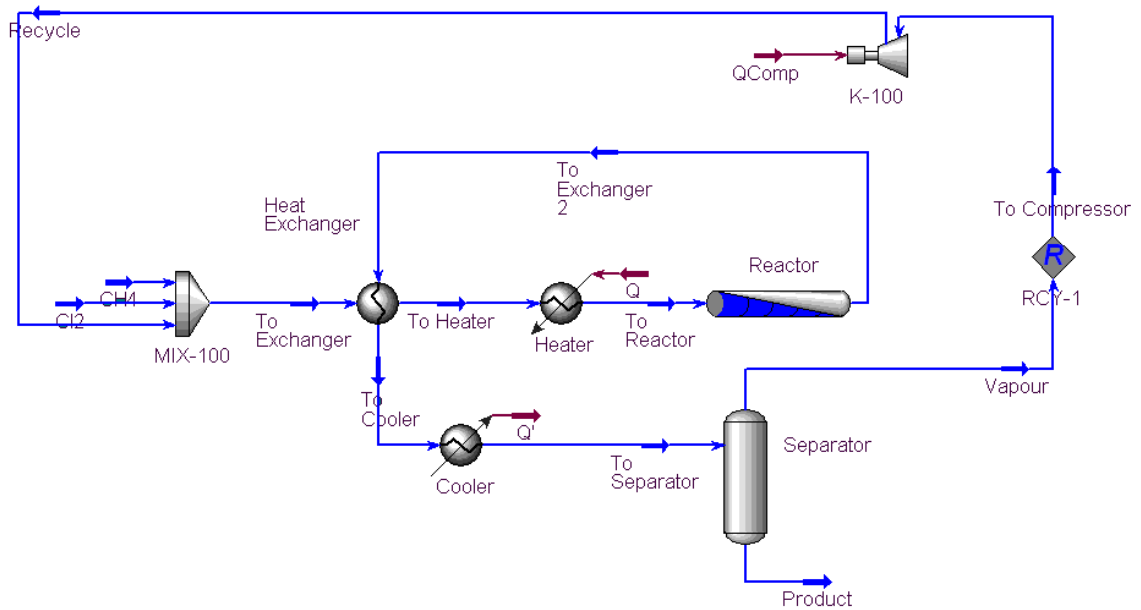 Recycle
QComp
K-100
To
Exchanger
2
Heat
Exchanger
To Compressor
R
RCY-1
Reactor
CH4
Cl2
MIX-100
To
Exchanger
To Heater
Heater
Q
To
Reactor
Vapour
To
Cooler
Q'
Cooler
To
Separator
Separator
Product